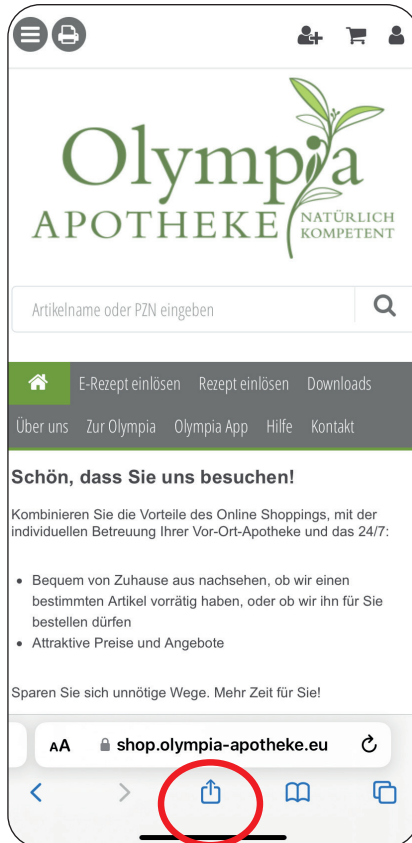 Olympia
APOTHEKE
NATÜRLICH
KOMPETENT
Artikelname oder PZN eingeben
E-Rezept einlösen Rezept einlösen Downloads
Über uns Zur Olympia Olympia App Hilfe Kontakt
Schön, dass Sie uns besuchen!
Kombinieren Sie die Vorteile des Online Shoppings, mit der
individuellen Betreuung Ihrer Vor-Ort-Apotheke und das 24/7:
• Bequem von Zuhause aus nachsehen, ob wir einen
bestimmten Artikel vorrätig haben, oder ob wir ihn für Sie
bestellen dürfen
• Attraktive Preise und Angebote
Sparen Sie sich unnötige Wege. Mehr Zeit für Sie!
AA shop.olympia-apotheke.eu